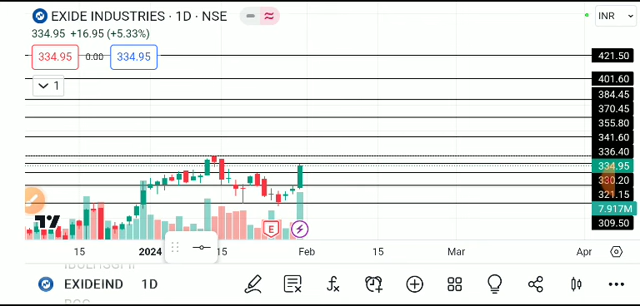 EXIDE INDUSTRIES · 1D · NSE
INR
334.95 +16.95 (+5.33%)
334.95 0.00 334.95
1
421.50
401.60
384.45
370.45
355.80
341.60
336.40
334.95
330.20
321.15
7.917M
309.50
E
15 2024 15 Feb 15 Mar Apr
EXIDEIND 1D